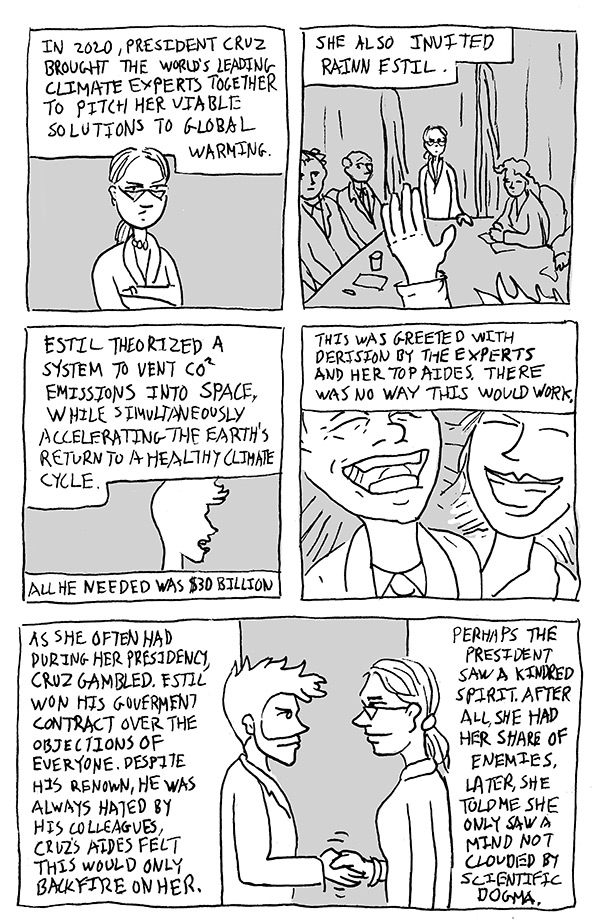 IN 2020, PRESIDENT CRUZ
BROUGHT THE WORLD'S LEADING
CLIMATE EXPERTS TOGETHER
TO PITCH HER VIABLE
SOLUTIONS TO GLOBAL
WARMING.
SHE ALSO INVITED
RAINN ESTIL.
ESTIL THEORIZED A
SYSTEM TO VENT CO²
EMISSIONS INTO SPACE,
WHILE SIMULTANEOUSLY
ACCELERATING THE EARTH'S
RETURN TO A HEALTHY CLIMATE
CYCLE.
ALL HE NEEDED WAS $30 BILLION
THIS WAS GREETED WITH
DERISION BY THE EXPERTS
AND HER TOP AIDES. THERE
WAS NO WAY THIS WOULD WORK.
AS SHE OFTEN HAD
DURING HER PRESIDENCY,
CRUZ GAMBLED. ESTIL
WON HIS GOVERMENT
CONTRACT OVER THE
OBJECTIONS OF
EVERYONE. DESPITE
HIS RENOWN, HE WAS
ALWAYS HATED BY
HIS COLLEAGUES,
CRUZ'S AIDES FELT
THIS WOULD ONLY
BACKFIRE ON HER.
PERHAPS THE
PRESIDENT
SAW A KINDRED
SPIRIT. AFTER
ALL, SHE HAD
HER SHARE OF
ENEMIES,
LATER, SHE
TOLD ME SHE
ONLY SAW A
MIND NOT
CLOUDED BY
SCIENTIFIC
DOGMA.